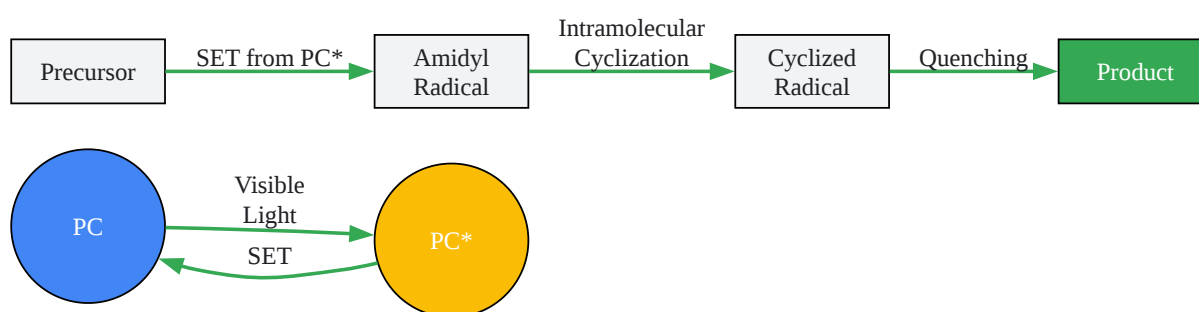 Precursor
SET from PC*
Amidyl
Radical
Intramolecular
Cyclization
Cyclized
Radical
Quenching
Product
PC
Visible
Light
SET
PC*